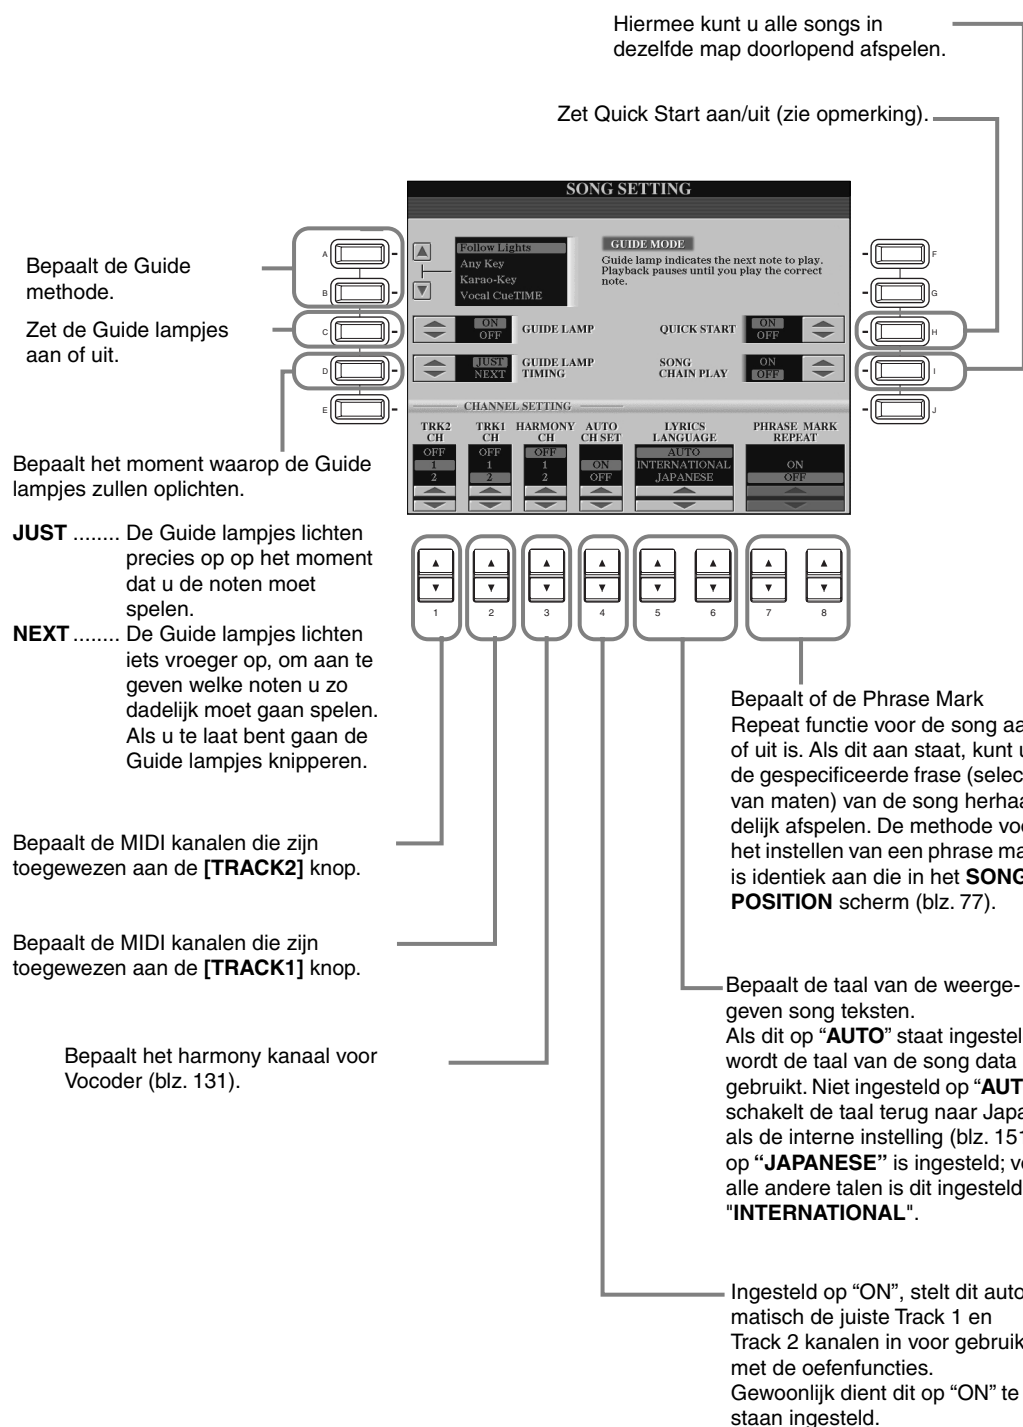 Hiermee kunt u alle songs in
dezelfde map doorlopend afspelen.
Zet Quick Start aan/uit (zie opmerking).
SONG SETTING
Bepaalt de Guide
methode.
Zet de Guide lampjes
aan of uit.
A
B
C
D
E
Follow Lights
Any Key
Karao-Key
Vocal CueTIME
GUIDE MODE
Guide lamp indicates the next note to play.
Playback pauses until you play the correct
note.
ON
OFF
GUIDE LAMP
QUICK START
ON
OFF
JUST
NEXT
GUIDE LAMP
TIMING
SONG
CHAIN PLAY
ON
OFF
F
G
H
I
J
CHANNEL SETTING
TRK2
CH
OFF
1
2
TRK1
CH
OFF
1
2
HARMONY
CH
OFF
1
2
AUTO
CH SET
ON
OFF
LYRICS
LANGUAGE
AUTO
INTERNATIONAL
JAPANESE
PHRASE MARK
REPEAT
ON
OFF
1 2 3 4 5 6 7 8
Bepaalt het moment waarop de Guide
lampjes zullen oplichten.
JUST ........ De Guide lampjes lichten
precies op op het moment
dat u de noten moet
spelen.
NEXT ........ De Guide lampjes lichten
iets vroeger op, om aan te
geven welke noten u zo
dadelijk moet gaan spelen.
Als u te laat bent gaan de
Guide lampjes knipperen.
Bepaalt de MIDI kanalen die zijn
toegewezen aan de [TRACK2] knop.
Bepaalt de MIDI kanalen die zijn
toegewezen aan de [TRACK1] knop.
Bepaalt het harmony kanaal voor
Vocoder (blz. 131).
Bepaalt of de Phrase Mark
Repeat functie voor de song aa
of uit is. Als dit aan staat, kunt u
de gespecificeerde frase (selec
van maten) van de song herhaa
delijk afspelen. De methode voo
het instellen van een phrase ma
is identiek aan die in het SONG
POSITION scherm (blz. 77).
Bepaalt de taal van de weerge-
geven song teksten.
Als dit op “AUTO” staat ingestel
wordt de taal van de song data
gebruikt. Niet ingesteld op “AUT
schakelt de taal terug naar Japa
als de interne instelling (blz. 151
op “JAPANESE” is ingesteld; vo
alle andere talen is dit ingesteld
"INTERNATIONAL".
Ingesteld op “ON”, stelt dit auto
matisch de juiste Track 1 en
Track 2 kanalen in voor gebruik
met de oefenfuncties.
Gewoonlijk dient dit op “ON” te
staan ingesteld.